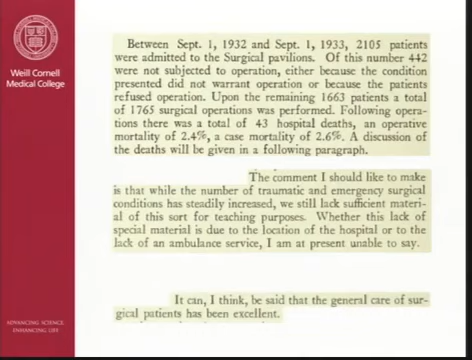 Weill Cornell
Medical College
Between Sept. 1, 1932 and Sept. 1, 1933, 2105 patients
were admitted to the Surgical pavilions. Of this number 442
were not subjected to operation, either because the condition
presented did not warrant operation or because the patients
refused operation. Upon the remaining 1663 patients a total
of 1765 surgical operations was performed. Following opera-
tions there was a total of 43 hospital deaths, an operative
mortality of 2.4%, a case mortality of 2.6%. A discussion of
the deaths will be given in a following paragraph.
The comment I should like to make
is that while the number of traumatic and emergency surgical
conditions has steadily increased, we still lack sufficient materi-
al of this sort for teaching purposes. Whether this lack of
special material is due to the location of the hospital or to the
lack of an ambulance service, I am at present unable to say.
It can, I think, be said that the general care of sur-
gical patients has been excellent.
ADVANCING SCIENCE.
ENHANCING LIFE